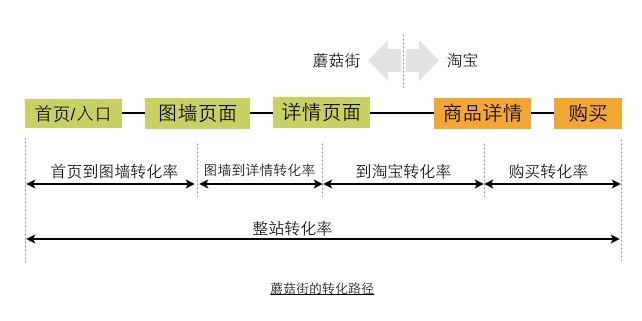 蘑菇街 淘宝
首页/入口 图墙页面 详情页面 商品详情 购买
首页到图墙转化率 图墙到详情转化率 到淘宝转化率 购买转化率
整站转化率
蘑菇街的转化路径